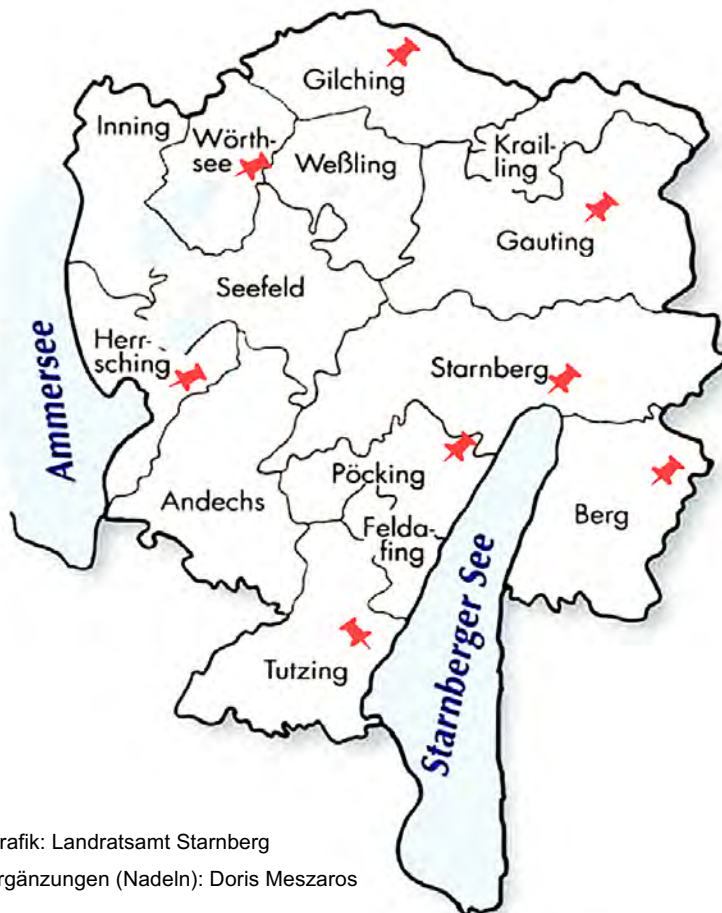 Gilching
Inning
Wörth-
see
Weßling
Krail-
ling
Gauting
Seefeld
Herr-
sching
Ammersee
Starnberg
Pöcking
Andechs
Felda-
fing
Berg
Starnberger See
Tutzing
rafik: Landratsamt Starnberg
rgänzungen (Nadeln): Doris Meszaros